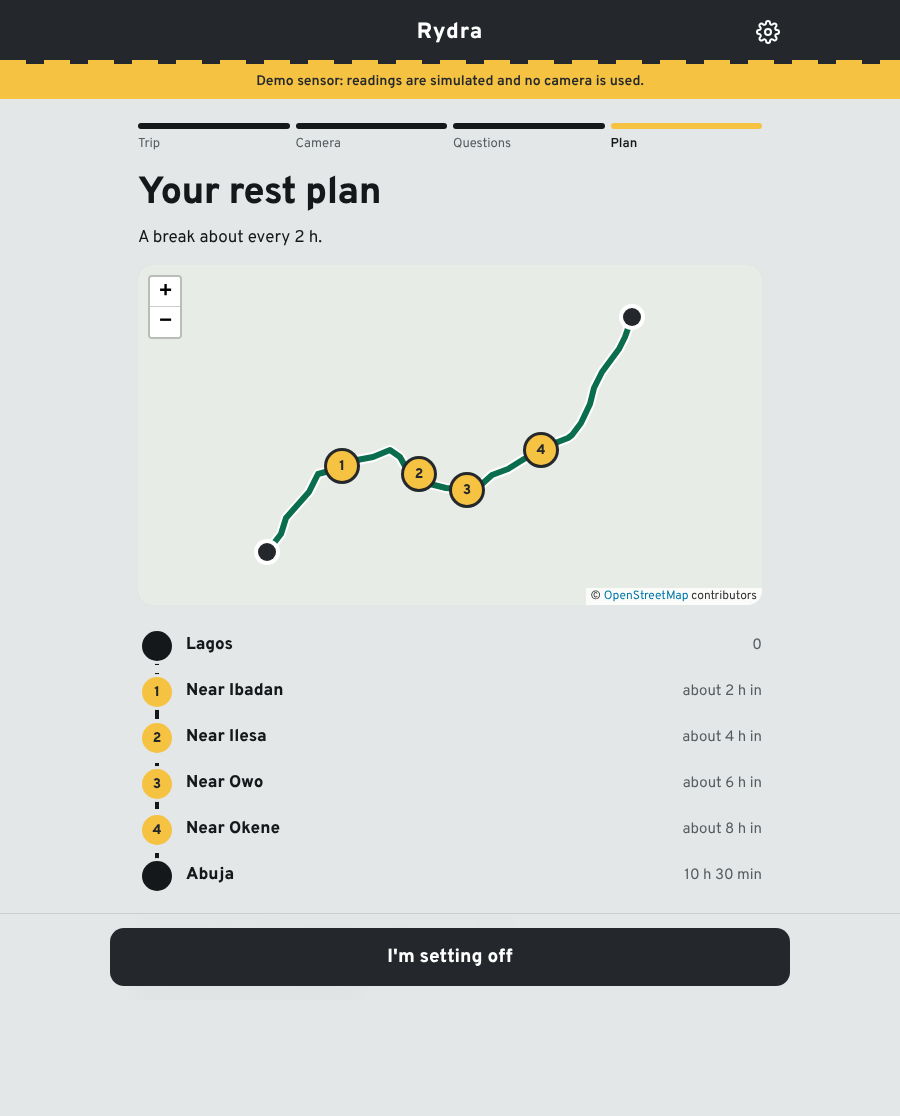 Rydra
Demo sensor: readings are simulated and no camera is used.
Trip
Camera
Questions
Plan
Your rest plan
A break about every 2 h.
+
−
1
2
3
4
© OpenStreetMap contributors
Lagos 0
1 Near Ibadan about 2 h in
2 Near Ilesa about 4 h in
3 Near Owo about 6 h in
4 Near Okene about 8 h in
Abuja 10 h 30 min
I'm setting off